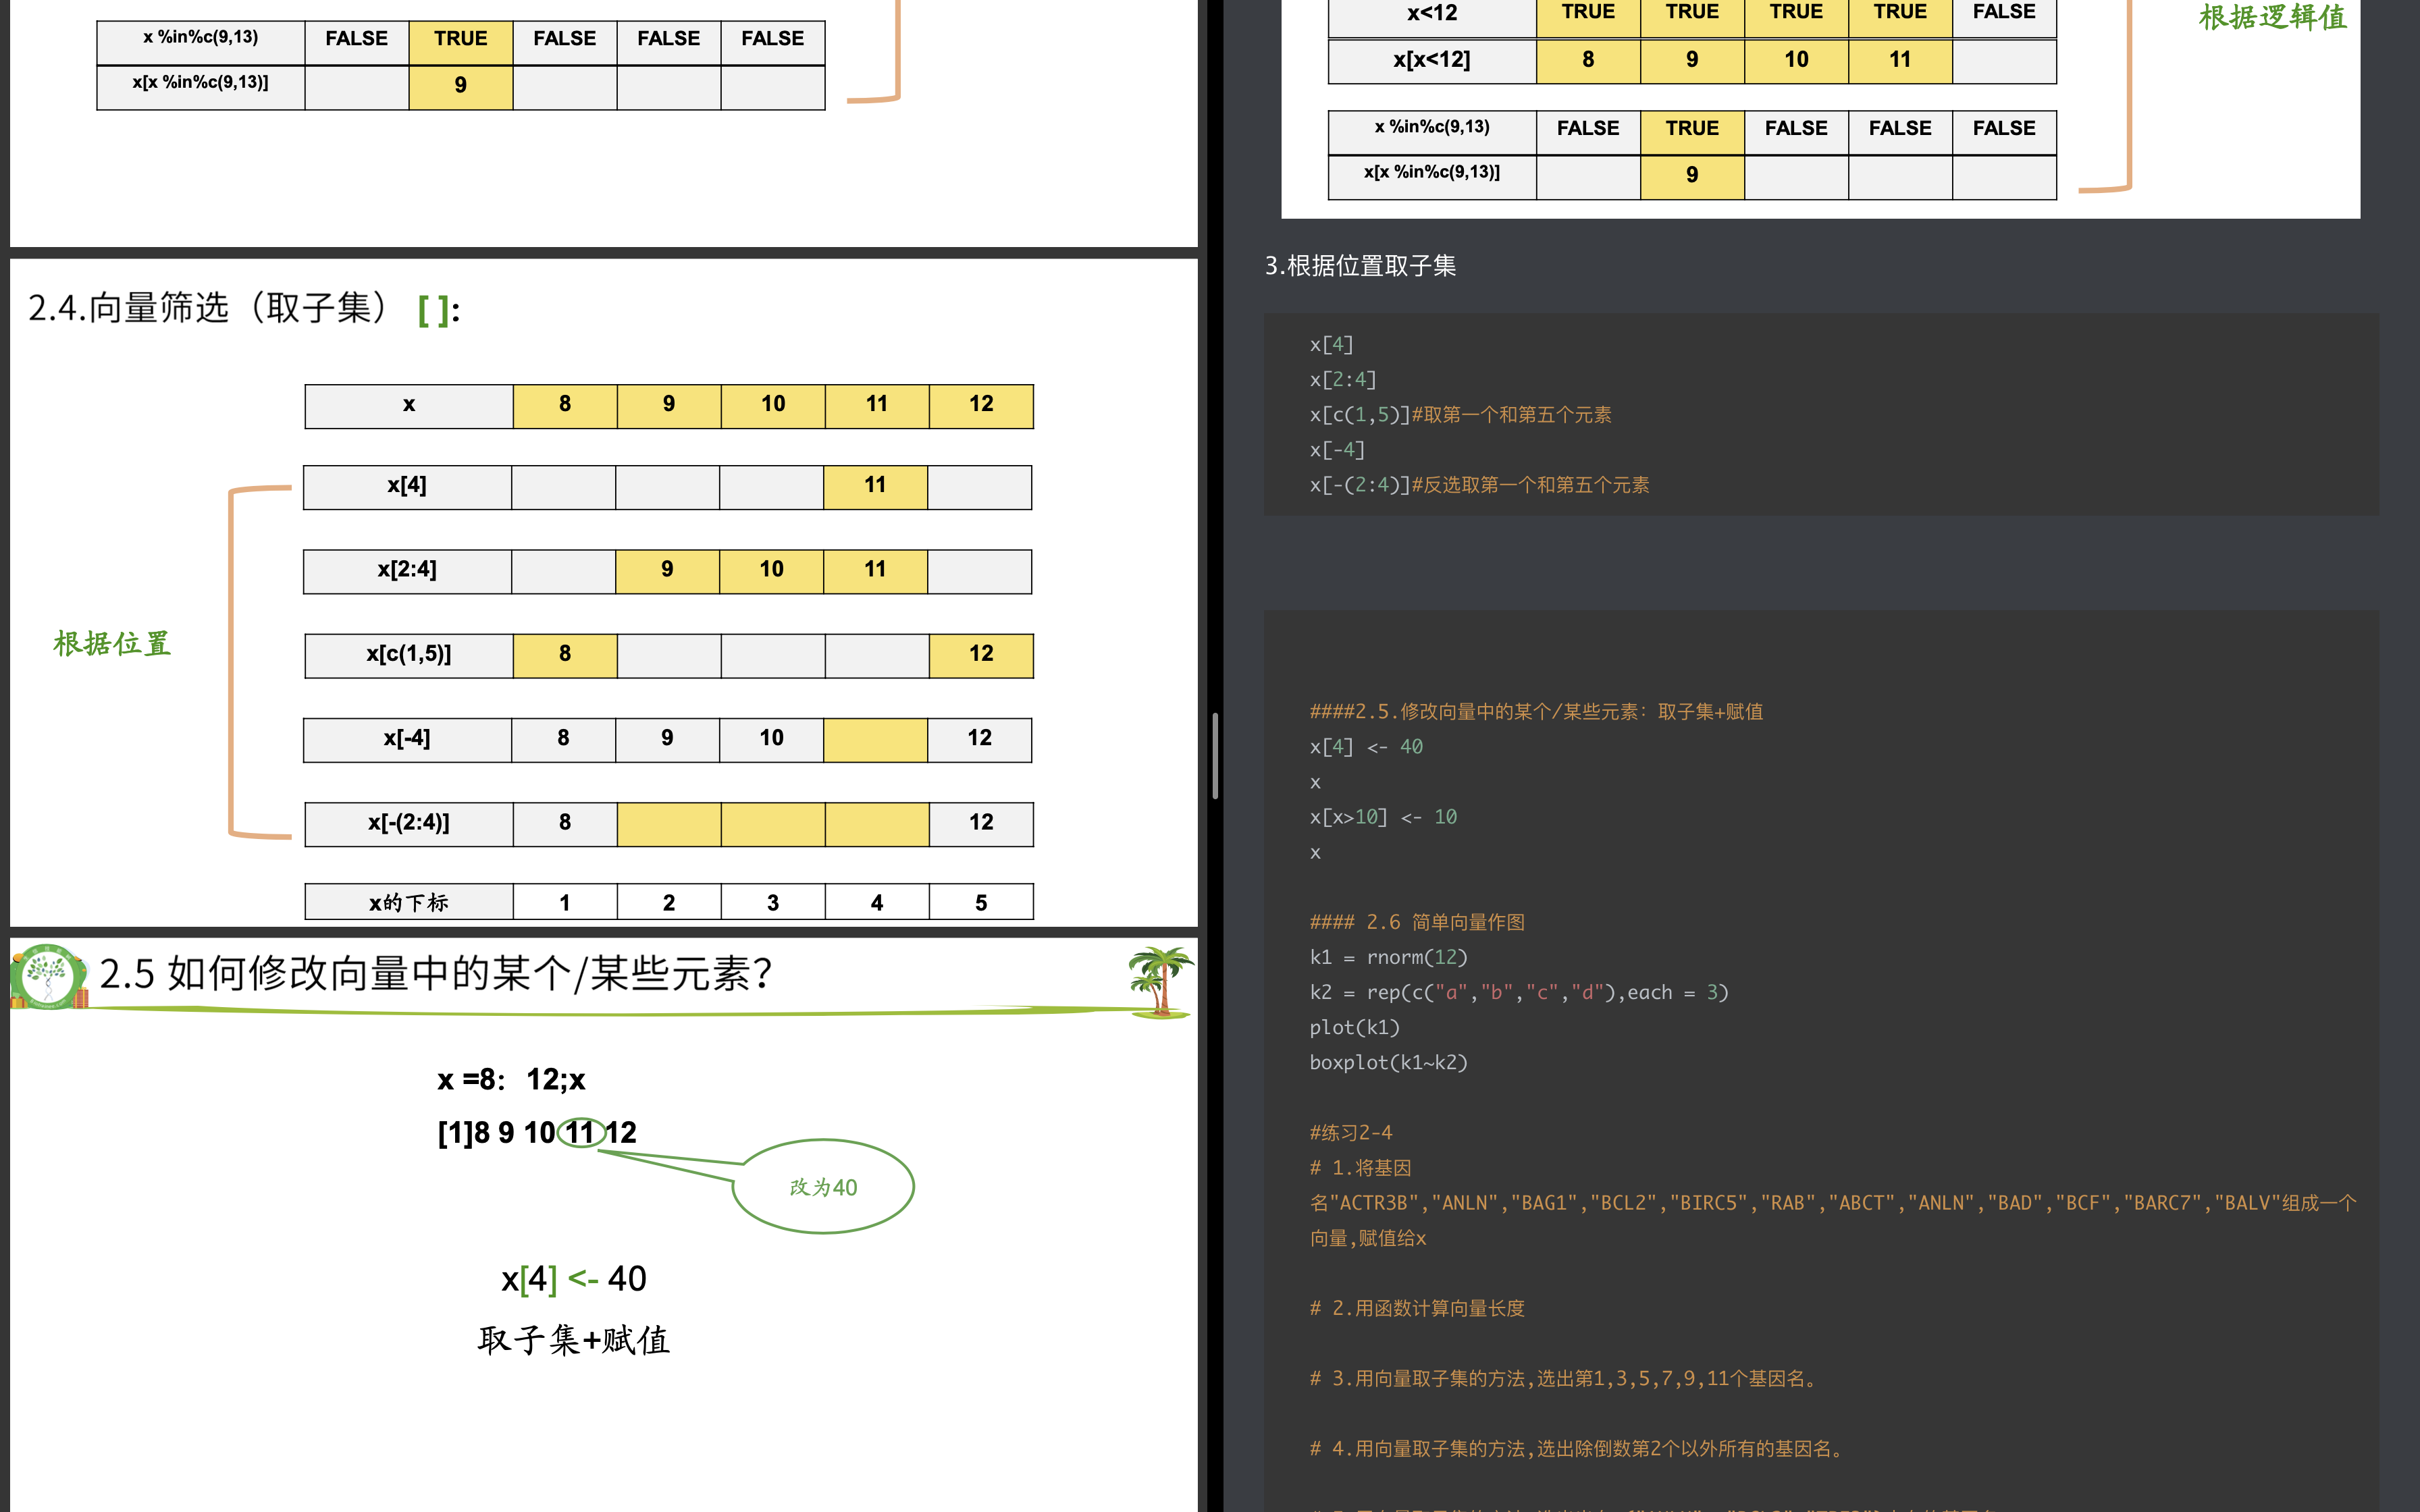 x %in%c(9,13) FALSE TRUE FALSE FALSE FALSE
x[x %in%c(9,13)] 9
2.4.向量筛选（取子集） [ ]:
x 8 9 10 11 12
x[4] 11
x[2:4] 9 10 11
根据位置
x[c(1,5)] 8 12
x[-4] 8 9 10 12
x[-(2:4)] 8 12
x的下标 1 2 3 4 5
2.5 如何修改向量中的某个/某些元素？
x =8： 12;x
[1]8 9 10 11 12
改为40
x[4] <- 40
取子集+赋值
x<12 TRUE TRUE TRUE TRUE FALSE
根据逻辑值
x[x<12] 8 9 10 11
x %in%c(9,13) FALSE TRUE FALSE FALSE FALSE
x[x %in%c(9,13)] 9
3.根据位置取子集
x[4]
x[2:4]
x[c(1,5)]#取第一个和第五个元素
x[-4]
x[-(2:4)]#反选取第一个和第五个元素
####2.5.修改向量中的某个/某些元素：取子集+赋值
x[4] <- 40
x
x[x>10] <- 10
x
#### 2.6 简单向量作图
k1 = rnorm(12)
k2 = rep(c("a","b","c","d"),each = 3)
plot(k1)
boxplot(k1~k2)
#练习2-4
# 1.将基因
名"ACTR3B","ANLN","BAG1","BCL2","BIRC5","RAB","ABCT","ANLN","BAD","BCF","BARC7","BALV"组成一个
向量,赋值给x
# 2.用函数计算向量长度
# 3.用向量取子集的方法,选出第1,3,5,7,9,11个基因名。
# 4.用向量取子集的方法,选出除倒数第2个以外所有的基因名。